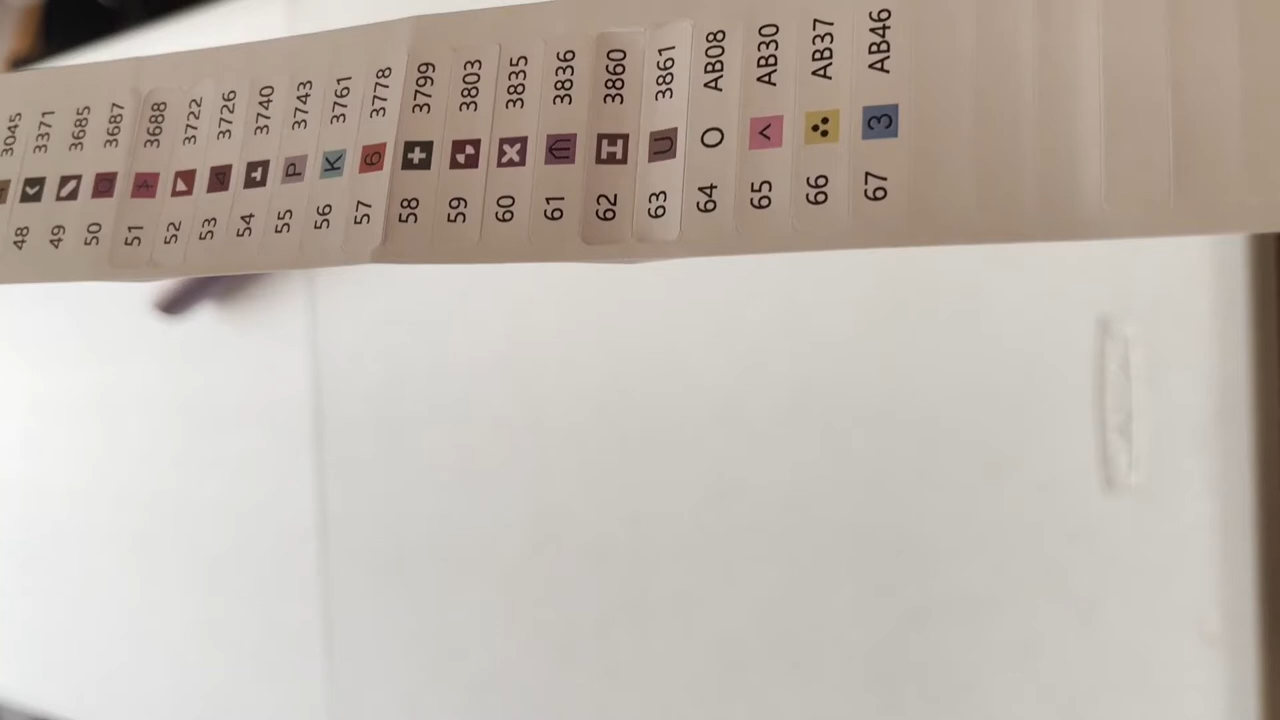 3045
48 3371
49 3685
50 3687
51 3688
52 3722
53 3726
54 3740
55 P 3743
56 K 3761
57 6 3778
58 + 3799
59 3803
60 X 3835
61 M 3836
62 I 3860
63 U 3861
64 O AB08
65 ^ AB30
66 AB37
67 3 AB46